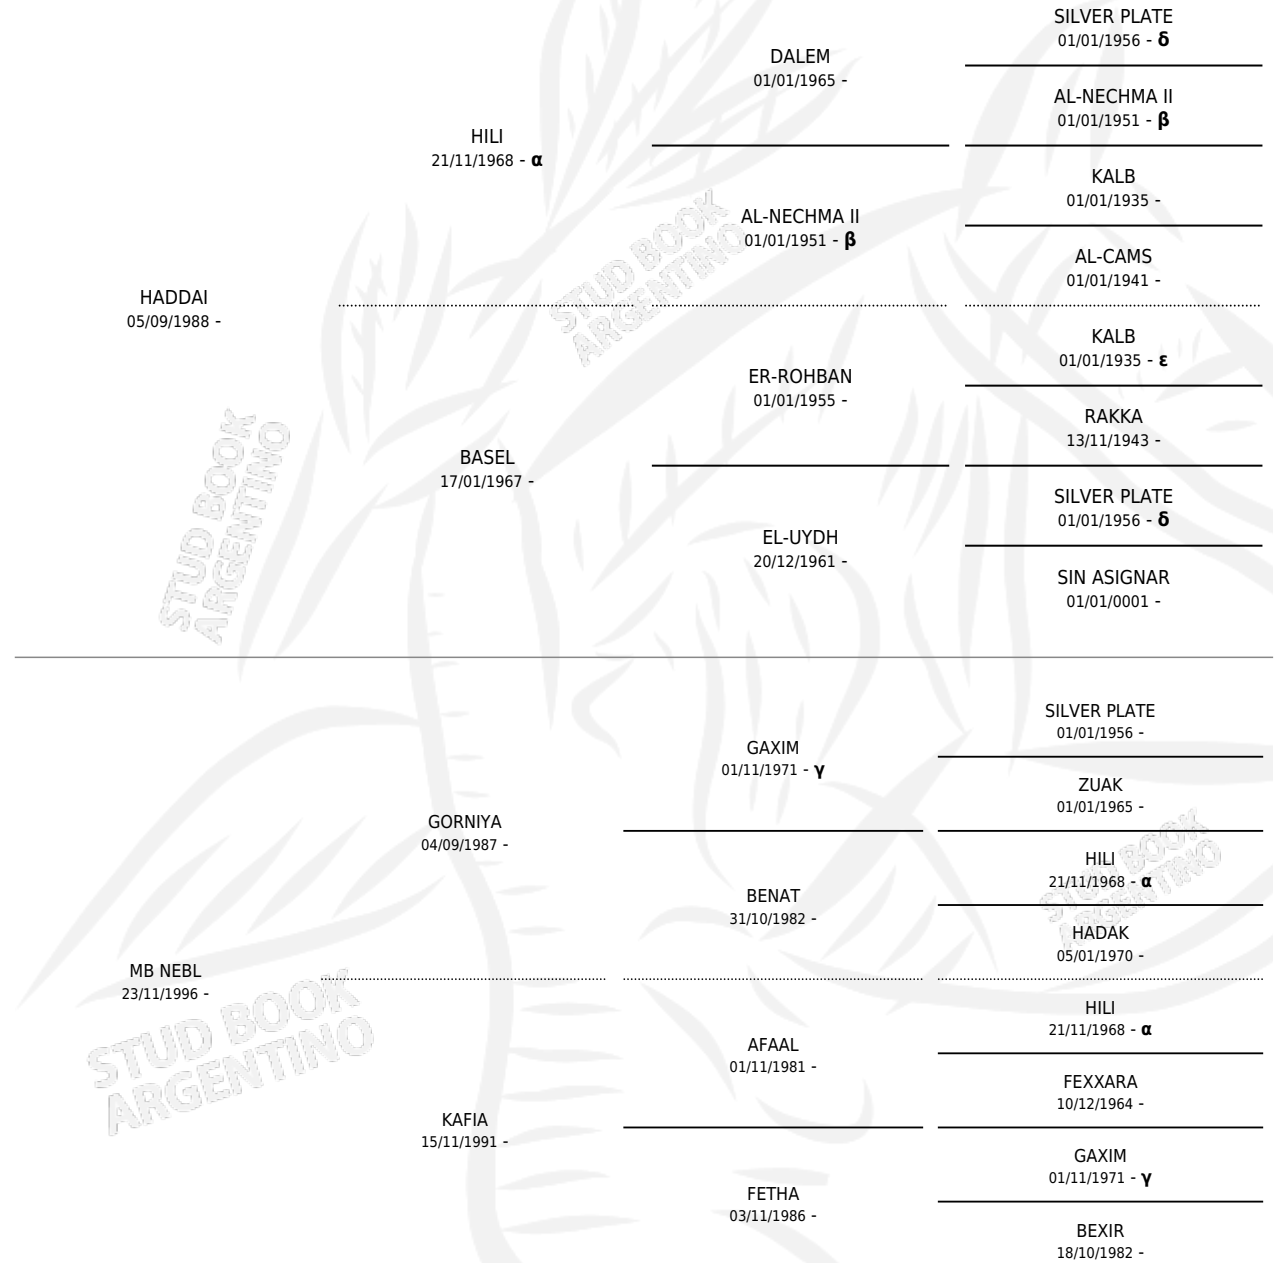 SILVER PLATE
01/01/1956 - δ
DALEM
01/01/1965 -
AL-NECHMA II
01/01/1951 - β
HILI
21/11/1968 - α
KALB
01/01/1935 -
AL-NECHMA II
01/01/1951 - β
AL-CAMS
01/01/1941 -
HADDAI
05/09/1988 -
KALB
01/01/1935 - ε
ER-ROHBAN
01/01/1955 -
RAKKA
13/11/1943 -
BASEL
17/01/1967 -
SILVER PLATE
01/01/1956 - δ
EL-UYDH
20/12/1961 -
SIN ASIGNAR
01/01/0001 -
SILVER PLATE
01/01/1956 -
GAXIM
01/11/1971 - γ
ZUAK
01/01/1965 -
GORNIYA
04/09/1987 -
HILI
21/11/1968 - α
BENAT
31/10/1982 -
HADAK
05/01/1970 -
MB NEBL
23/11/1996 -
HILI
21/11/1968 - α
AFAAL
01/11/1981 -
FEXXARA
10/12/1964 -
KAFIA
15/11/1991 -
GAXIM
01/11/1971 - γ
FETHA
03/11/1986 -
BEXIR
18/10/1982 -
STUD BOOK
ARGENTINO
STUD BOOK
ARGENTINO
STUD BOOK
ARGENTINO
STUD BOOK
ARGENTINO